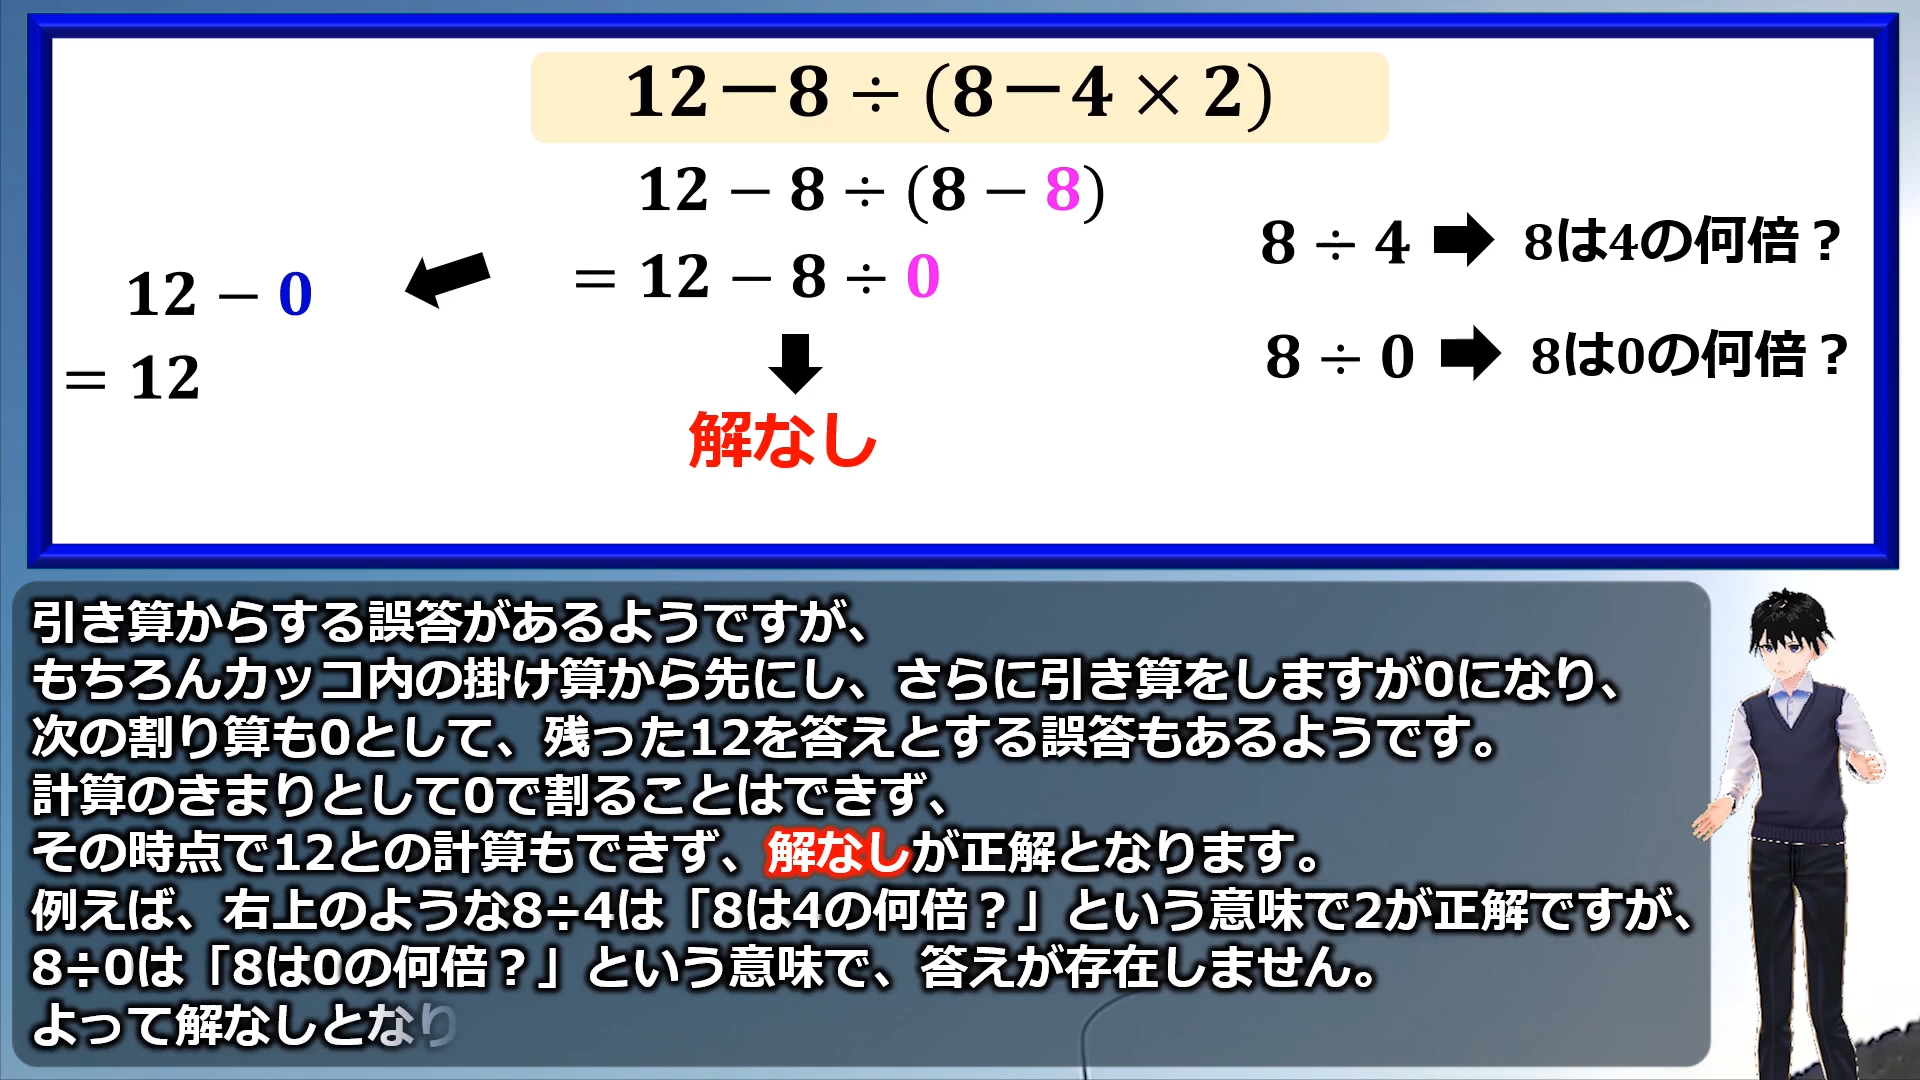 12－8÷(8－4×2)
12 − 8 ÷ (8 − 8)
= 12 − 8 ÷ 0
解なし
12 − 0
= 12
8 ÷ 4 ➡ 8は4の何倍？
8 ÷ 0 ➡ 8は0の何倍？
引き算からする誤答があるようですが、
もちろんカッコ内の掛け算から先にし、さらに引き算をしますが0になり、
次の割り算も0として、残った12を答えとする誤答もあるようです。
計算のきまりとして0で割ることはできず、
その時点で12との計算もできず、解なしが正解となります。
例えば、右上のような8÷4は「8は4の何倍？」という意味で2が正解ですが、
8÷0は「8は0の何倍？」という意味で、答えが存在しません。
よって解なしとなり